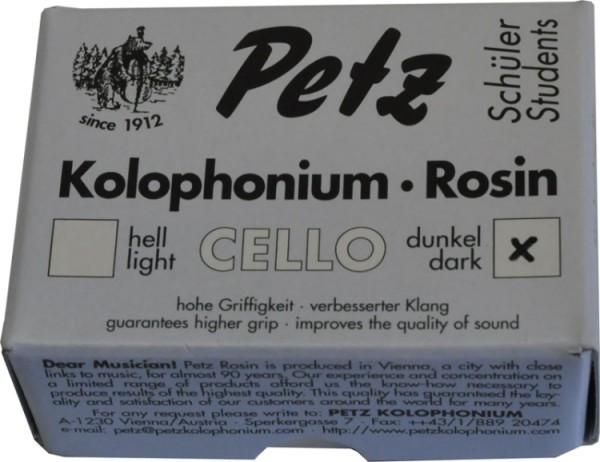 Petz
Schüler
Students
since 1912
Kolophonium · Rosin
hell
light
CELLO
dunkel
dark
x
hohe Griffigkeit · verbesserter Klang
guarantees higher grip · improves the quality of sound
Dear Musician! Petz Rosin is produced in Vienna, a city with close
links to music, for almost 90 years. Our experience and concentration on
a limited range of products afford us the know-how necessary to
produce results of the highest quality. This quality has guaranteed the loy-
ality and satisfaction of our customers around the world for many years.
For any request please write to: PETZ KOLOPHONIUM
A-1230 Vienna/Austria · Sperkergasse 7 · Fax: ++43/1/889 20474
e-mail: petz@petzkolophonium.com · http://www.petzkolophonium.com